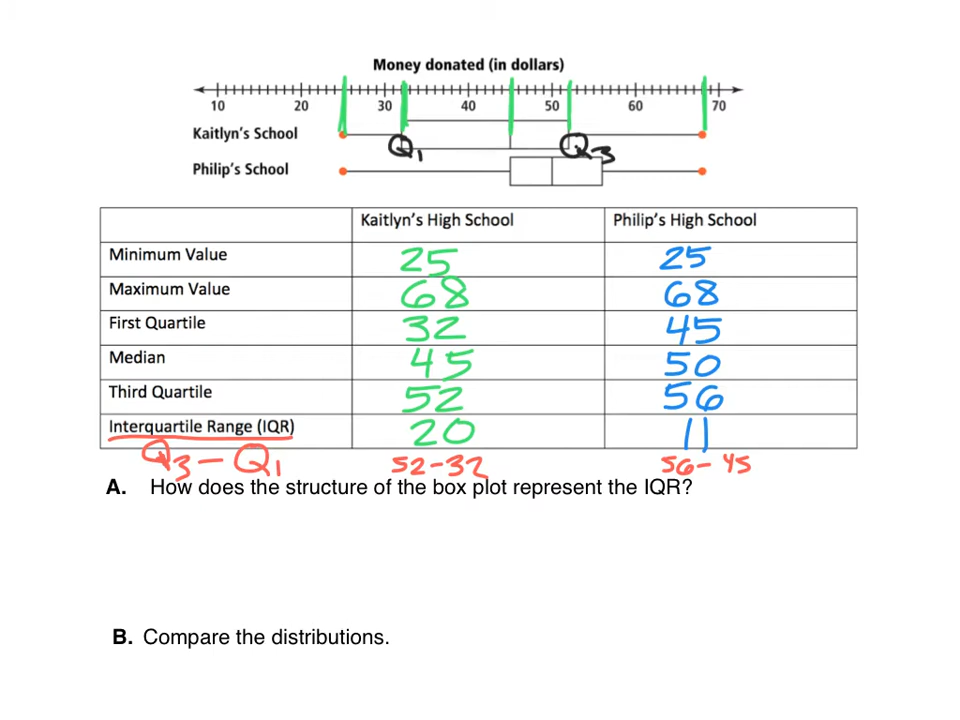 Money donated (in dollars)
10 20 30 40 50 60 70
Kaitlyn's School
Q1 Q3
Philip's School
Kaitlyn's High School Philip's High School
Minimum Value 25 25
Maximum Value 68 68
First Quartile 32 45
Median 45 50
Third Quartile 52 56
Interquartile Range (IQR) 20 11
Q3 - Q1 52-32 56-45
A. How does the structure of the box plot represent the IQR?
B. Compare the distributions.